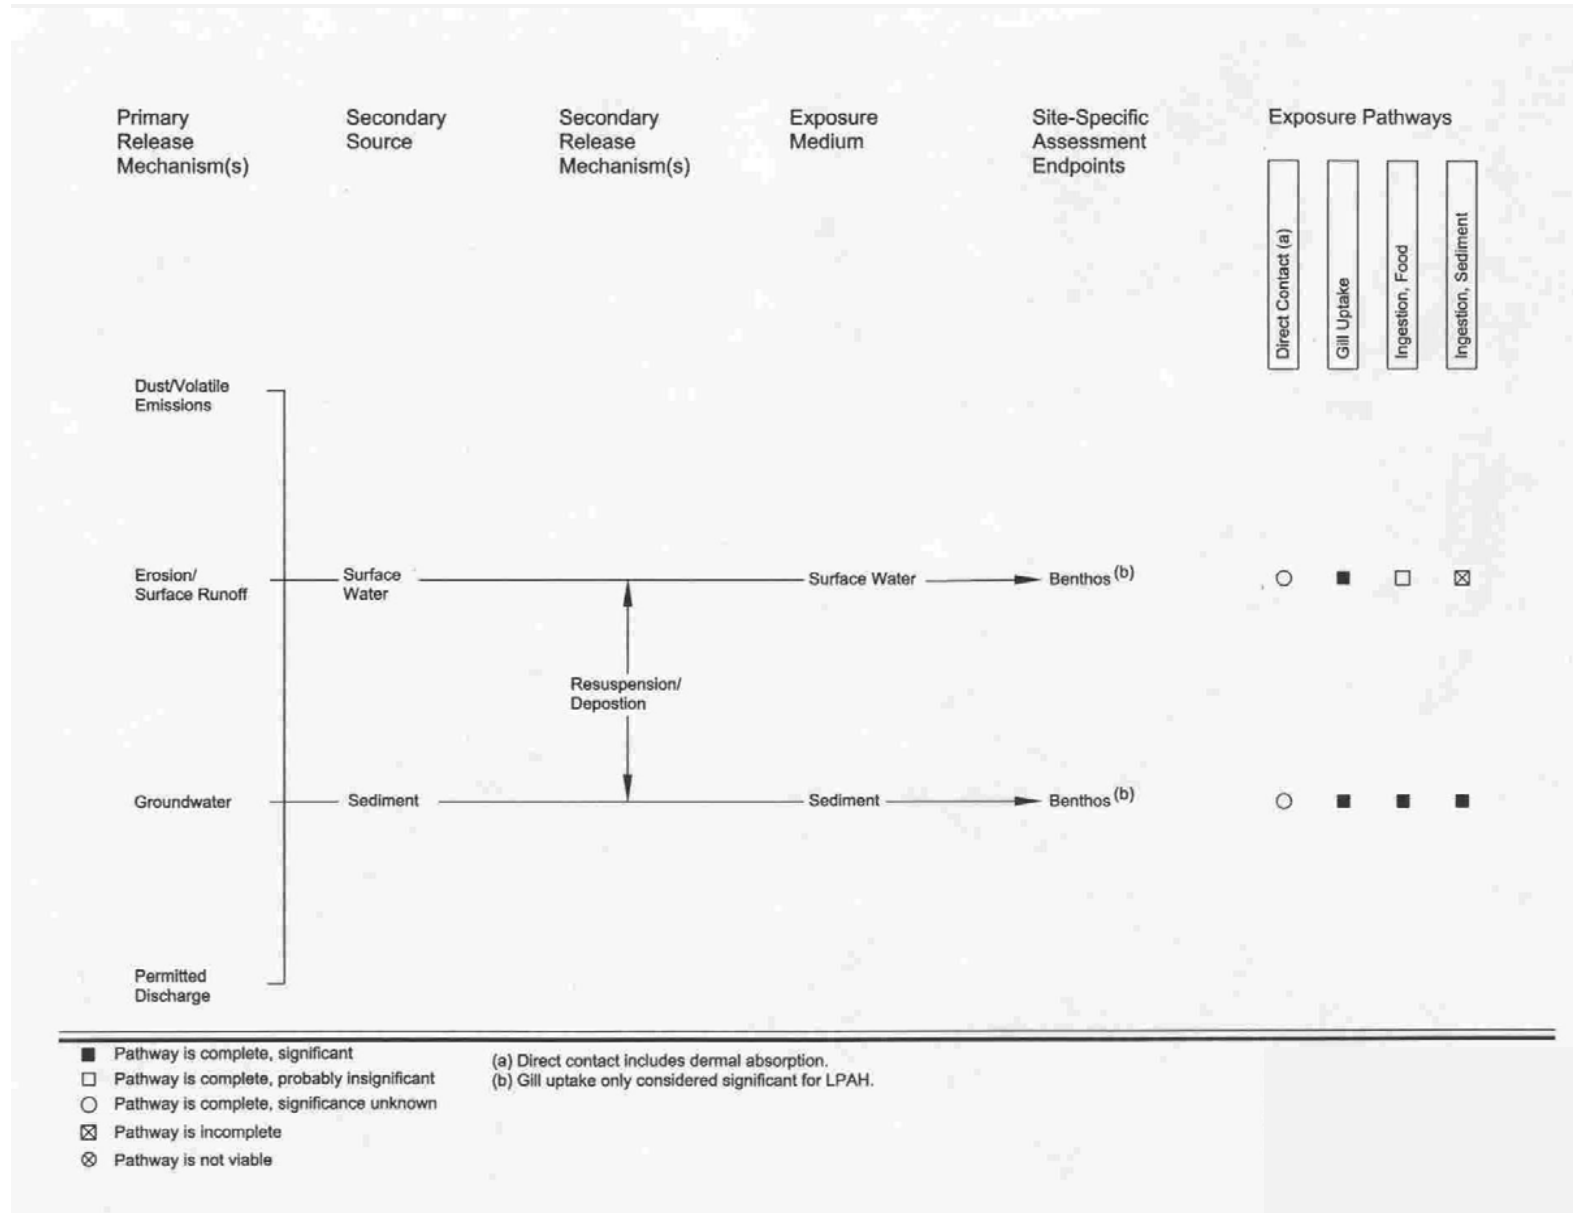 Primary
Release
Mechanism(s)
Secondary
Source
Secondary
Release
Mechanism(s)
Exposure
Medium
Site-Specific
Assessment
Endpoints
Exposure Pathways
Direct Contact (a)
Gill Uptake
Ingestion, Food
Ingestion, Sediment
Dust/Volatile
Emissions
Erosion/
Surface Runoff
Surface
Water
Surface Water
Benthos (b)
Resuspension/
Depostion
Groundwater
Sediment
Sediment
Benthos (b)
Permitted
Discharge
Pathway is complete, significant
Pathway is complete, probably insignificant
Pathway is complete, significance unknown
Pathway is incomplete
Pathway is not viable
(a) Direct contact includes dermal absorption.
(b) Gill uptake only considered significant for LPAH.